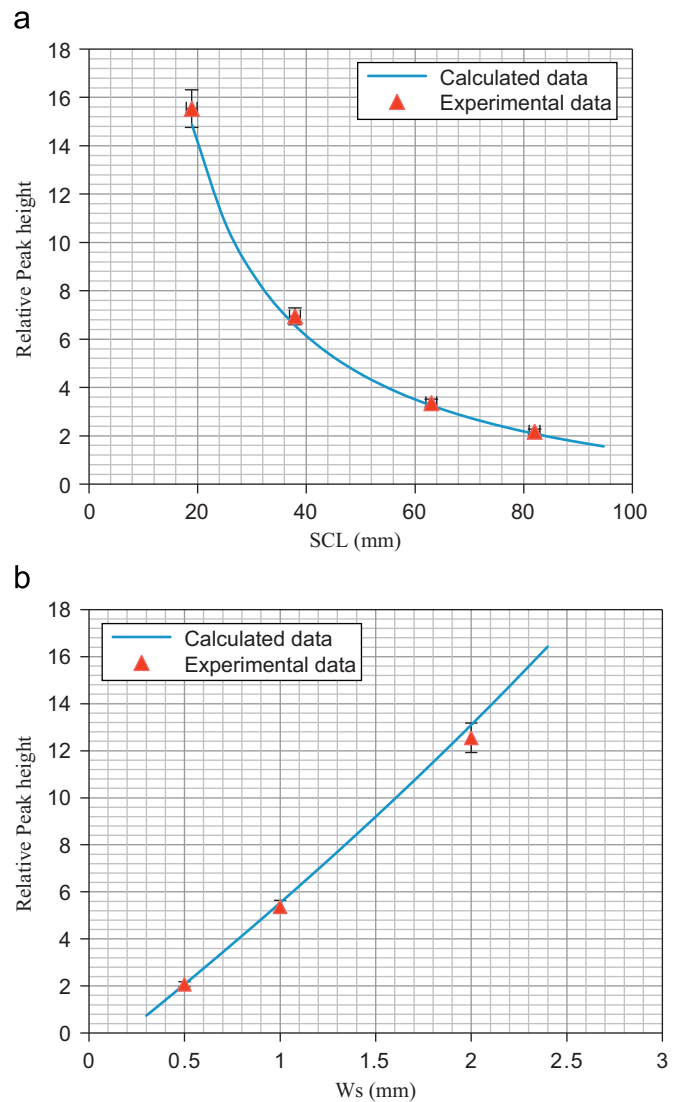 a
18
16
14
12
10
8
6
4
2
0
Relative Peak height
Calculated data
Experimental data
0 20 40 60 80 100
SCL (mm)
b
18
16
14
12
10
8
6
4
2
0
Relative Peak height
Calculated data
Experimental data
0 0.5 1 1.5 2 2.5 3
Ws (mm)